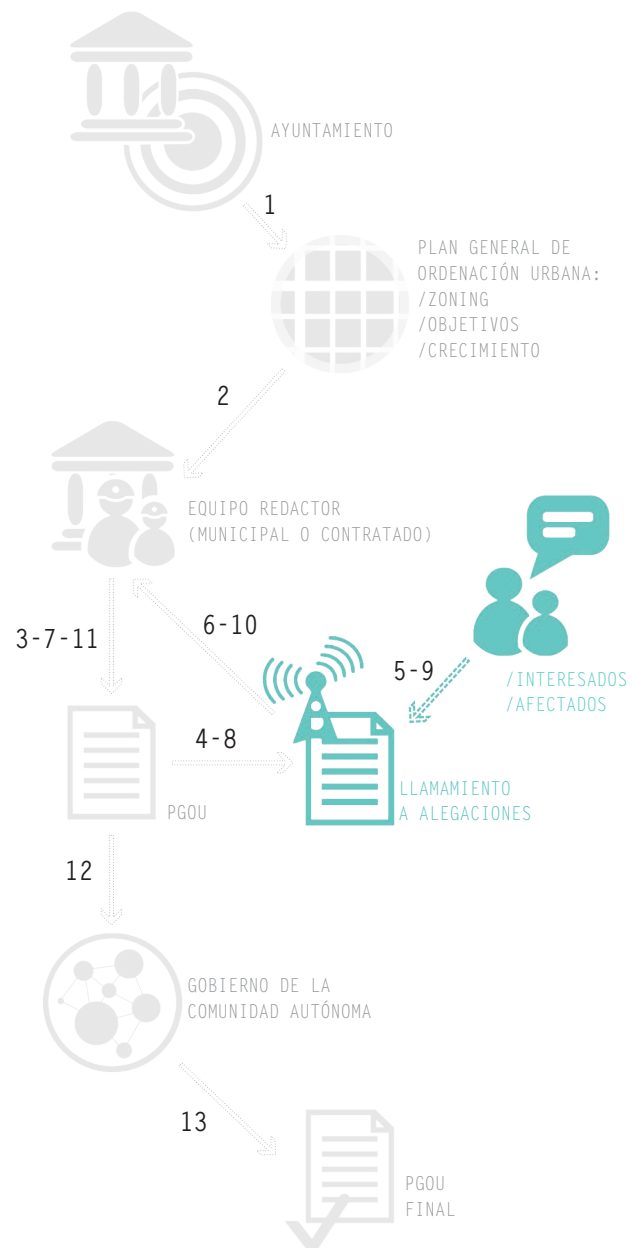 AYUNTAMIENTO
1
PLAN GENERAL DE
ORDENACIÓN URBANA:
/ZONING
/OBJETIVOS
/CRECIMIENTO
2
EQUIPO REDACTOR
(MUNICIPAL O CONTRATADO)
3-7-11
6-10
5-9
/INTERESADOS
/AFECTADOS
4-8
LLAMAMIENTO
A ALEGACIONES
PGOU
12
GOBIERNO DE LA
COMUNIDAD AUTÓNOMA
13
PGOU
FINAL